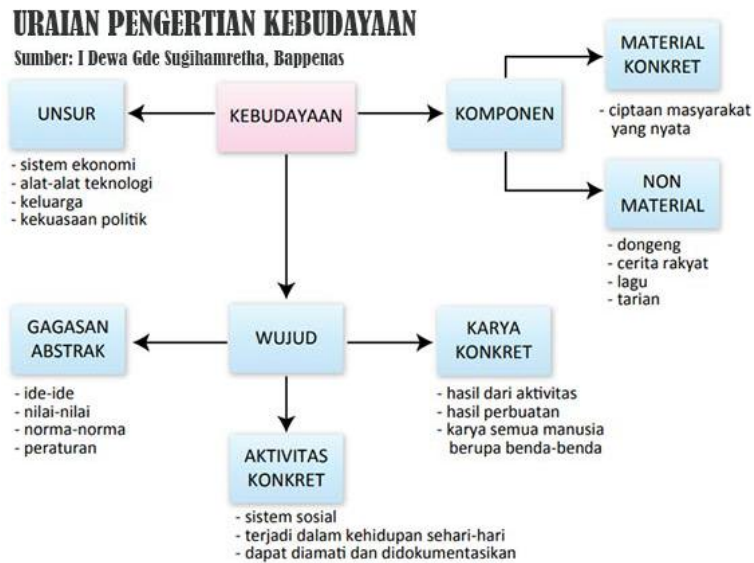 URAIAN PENGERTIAN KEBUDAYAAN
Sumber: I Dewa Gde Sugihamretha, Bappenas
UNSUR
- sistem ekonomi
- alat-alat teknologi
- keluarga
- kekuasaan politik
KEBUDAYAAN
KOMPONEN
MATERIAL
KONKRET
- ciptaan masyarakat
yang nyata
NON
MATERIAL
- dongeng
- cerita rakyat
- lagu
- tarian
GAGASAN
ABSTRAK
- ide-ide
- nilai-nilai
- norma-norma
- peraturan
WUJUD
KARYA
KONKRET
- hasil dari aktivitas
- hasil perbuatan
- karya semua manusia
berupa benda-benda
AKTIVITAS
KONKRET
- sistem sosial
- terjadi dalam kehidupan sehari-hari
- dapat diamati dan didokumentasikan